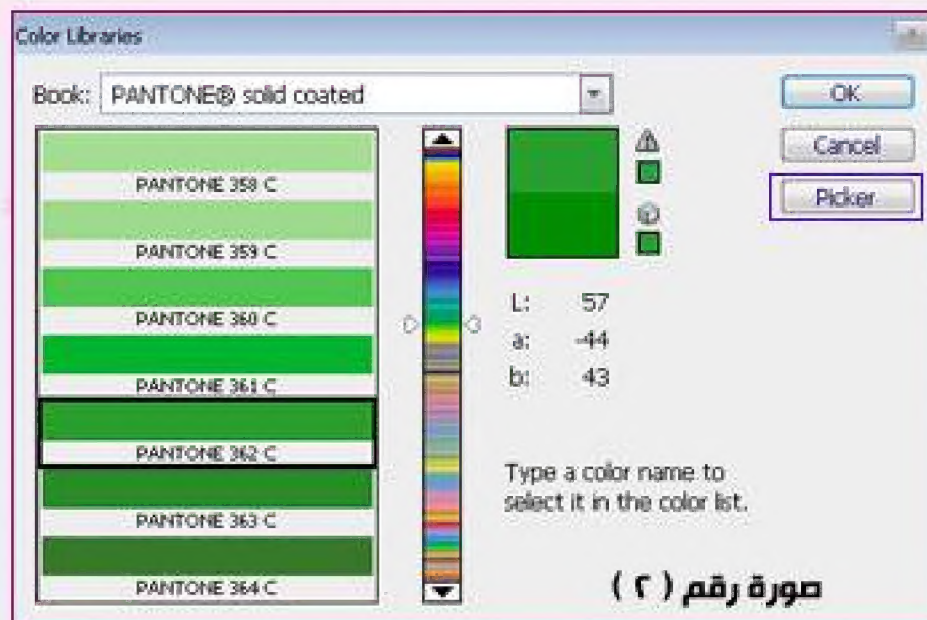 Color Libraries
Book: PANTONE® solid coated
OK
Cancel
Picker
PANTONE 358 C
PANTONE 359 C
PANTONE 360 C
PANTONE 361 C
PANTONE 362 C
PANTONE 363 C
PANTONE 364 C
L: 57
a: -44
b: 43
Type a color name to
select it in the color list.
صورة رقم ( ٢ )